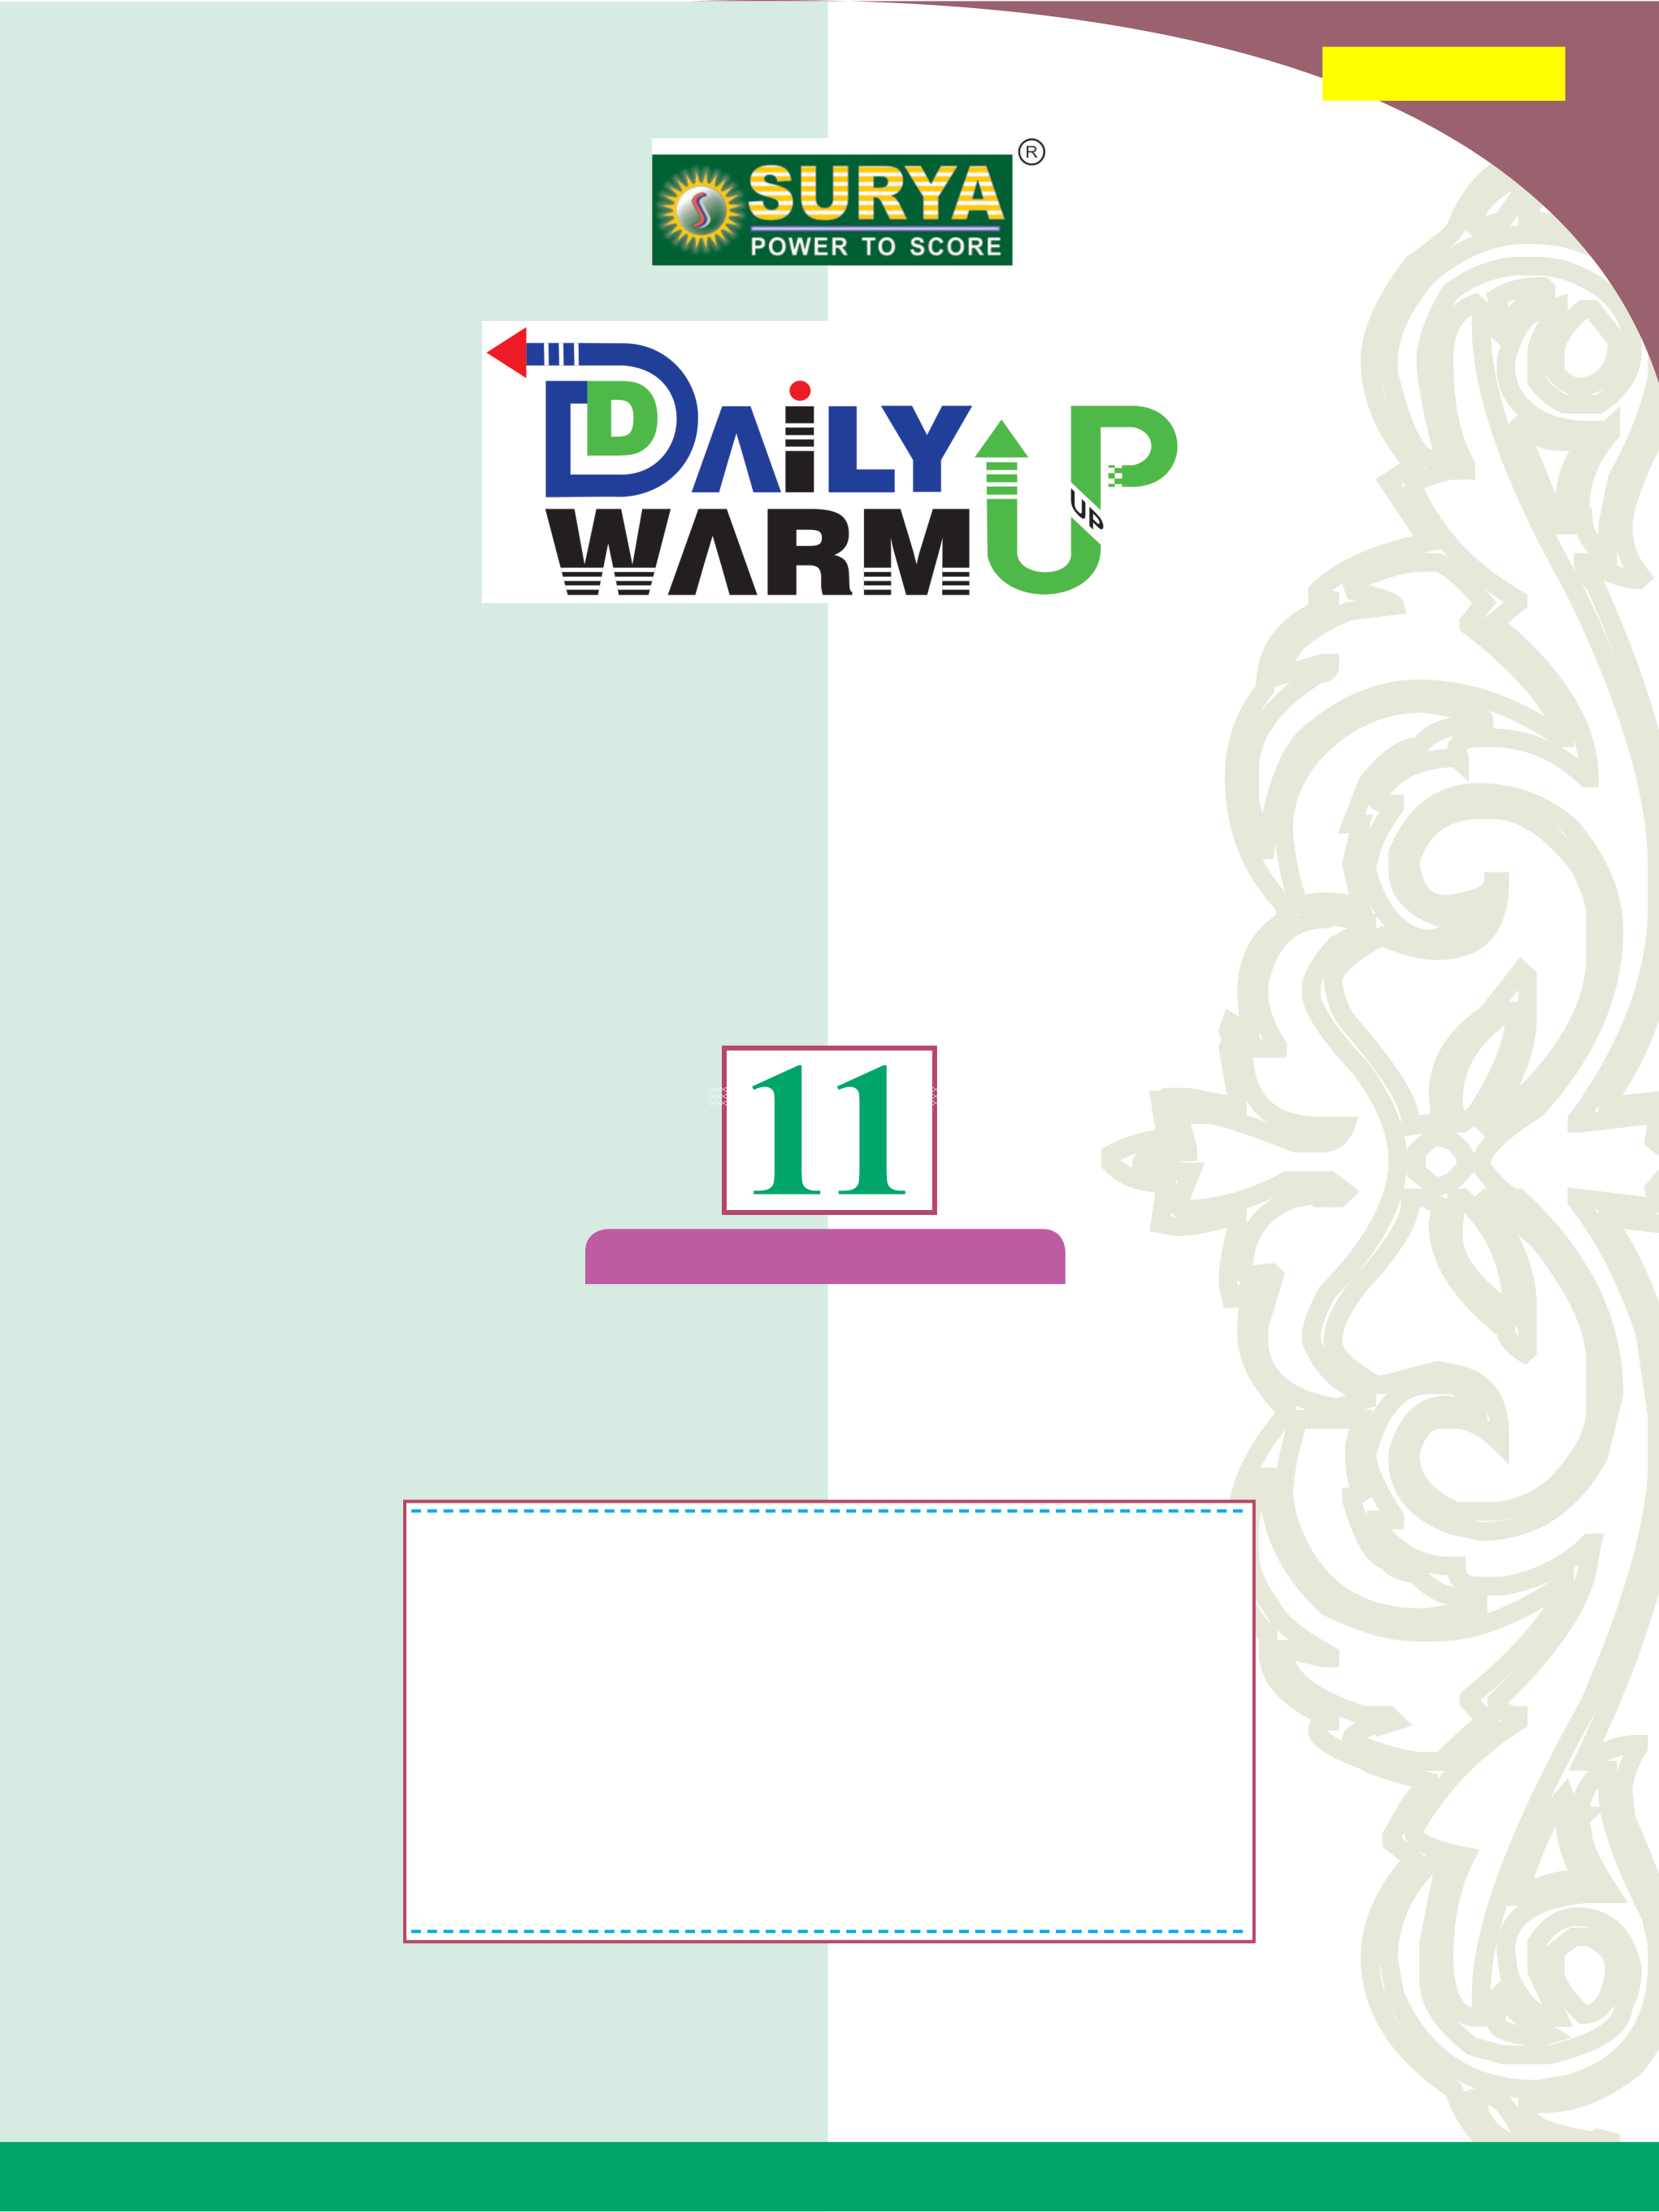 SURYA ®
POWER TO SCORE
DAILY
WARM UP
UP
11